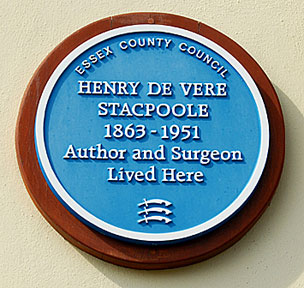 ESSEX COUNTY COUNCIL
HENRY DE VERE
STACPOOLE
1863 - 1951
Author and Surgeon
Lived Here